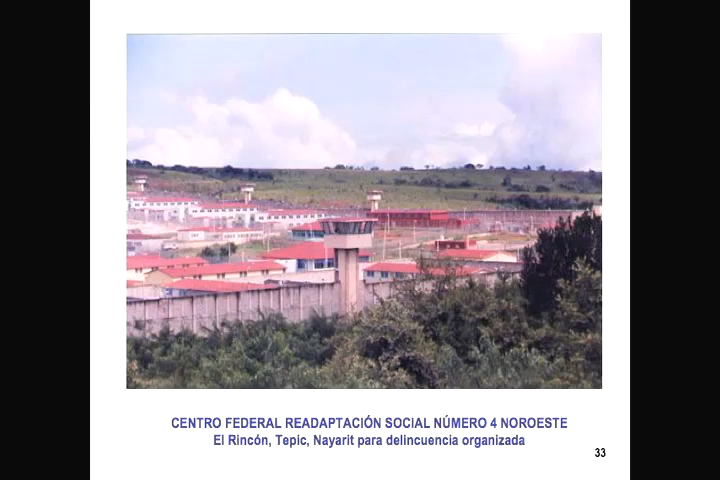 CENTRO FEDERAL READAPTACIÓN SOCIAL NÚMERO 4 NOROESTE
El Rincón, Tepic, Nayarit para delincuencia organizada
33